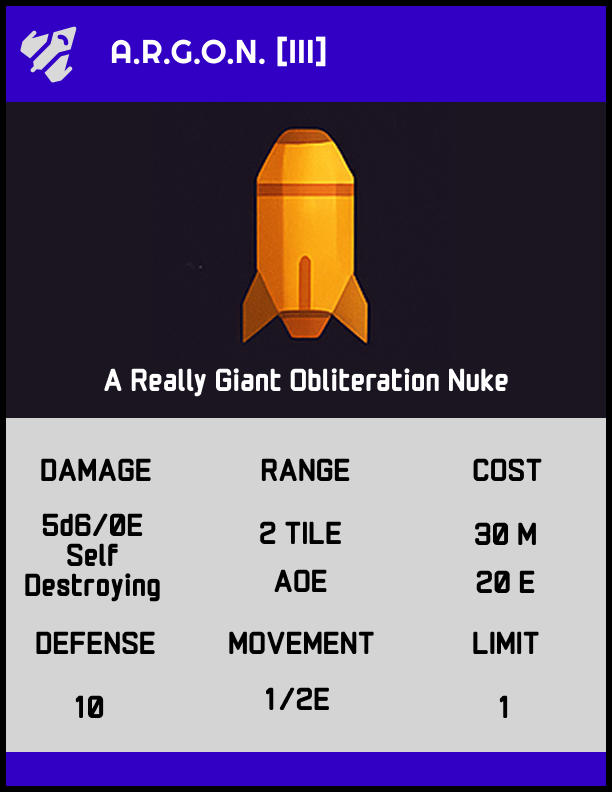 A.R.G.O.N. [III]
A Really Giant Obliteration Nuke
DAMAGE
5d6/0E
Self
Destroying
RANGE
2 TILE
AOE
COST
30 M
20 E
DEFENSE
10
MOVEMENT
1/2E
LIMIT
1